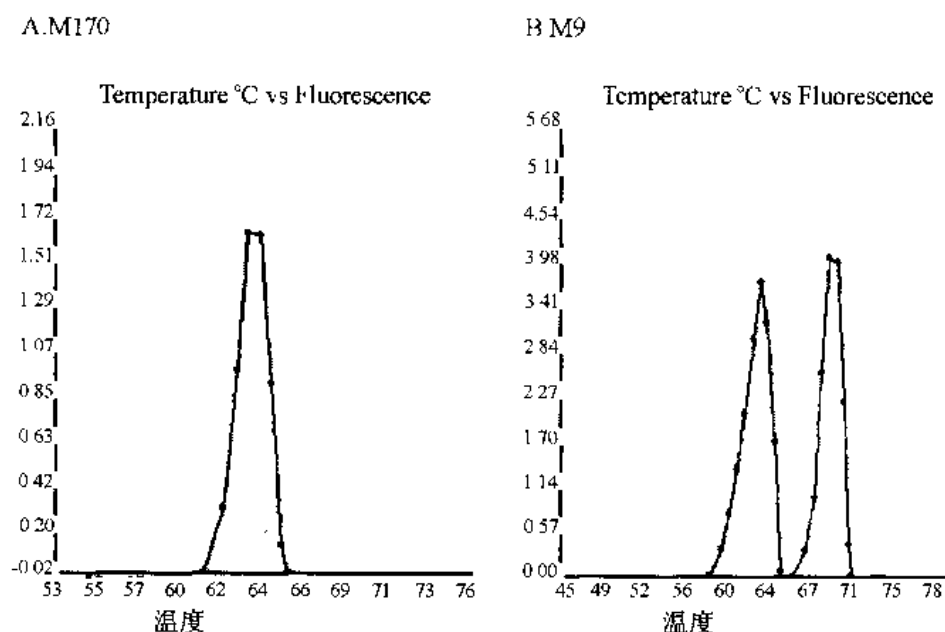 A.M170
Temperature °C vs Fluorescence
2.16
1 94
1 72
1 51
1 29
1 07
0 85
0 63
0 42
0 20
-0 02
53 55 57 60 62 64 66 69 71 73 76
温度
B M9
Temperature °C vs Fluorescence
5 68
5 11
4 54
3 98
3 41
2 84
2 27
1 70
1 14
0 57
0 00
45 49 52 56 60 64 67 71 74 78
温度